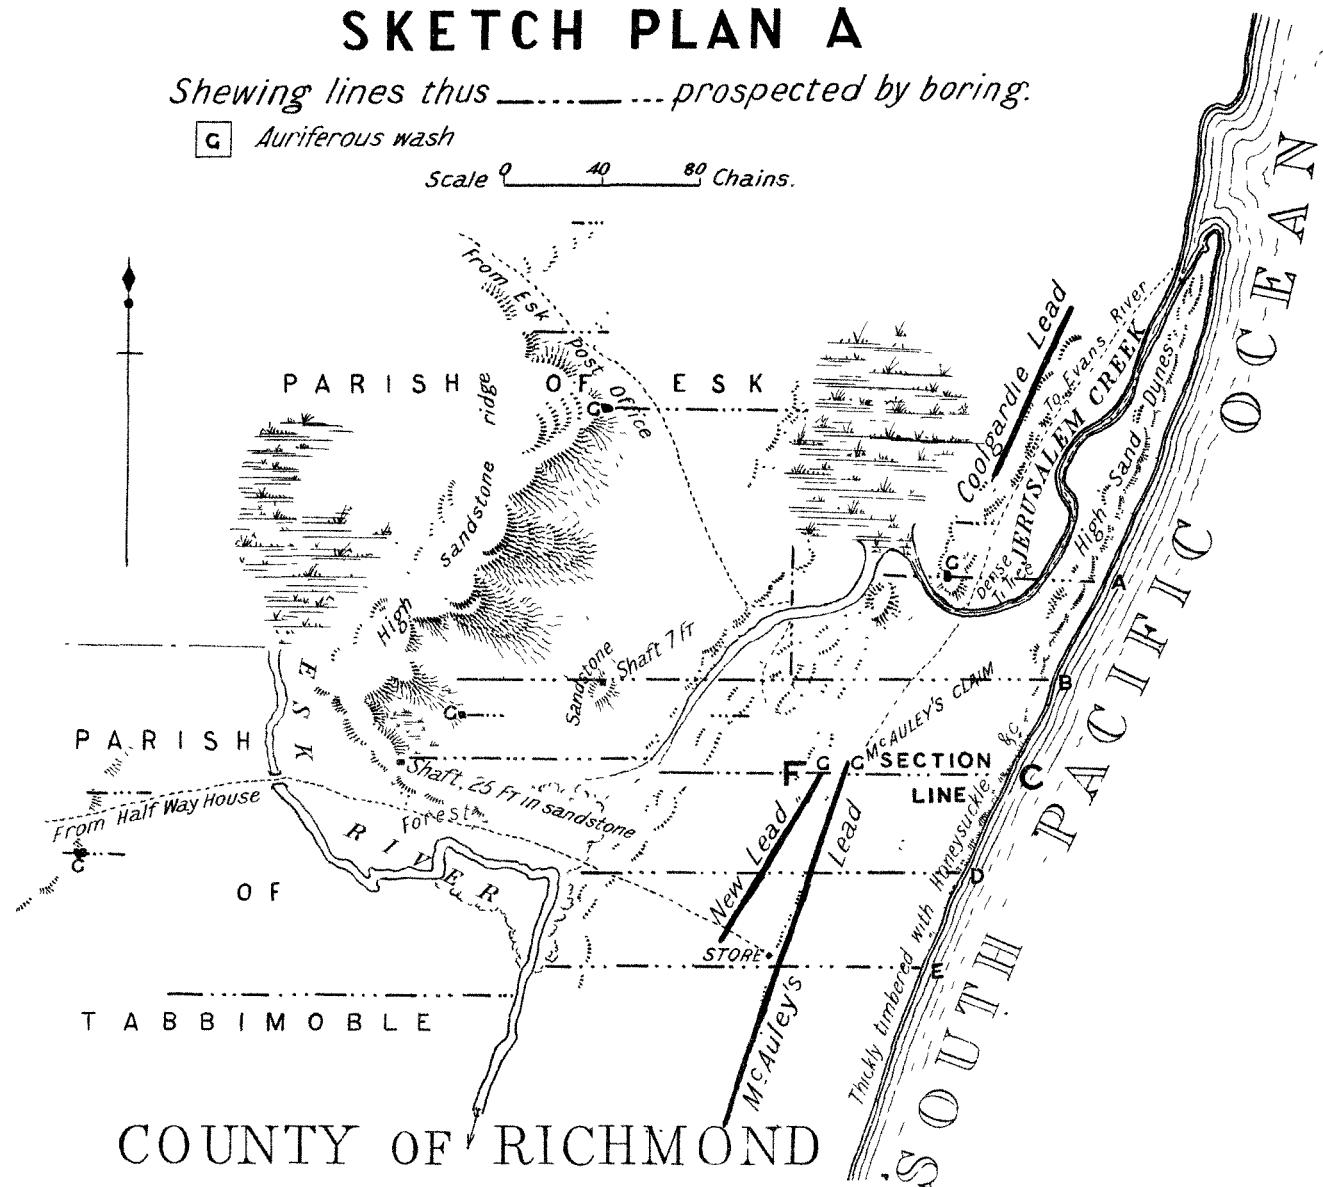 SKETCH PLAN A
Shewing lines thus prospected by boring.
G Auriferous wash
Scale 0 40 80 Chains.
From Esk Post Office
PARISH OF ESK
High Sandstone ridge
G
Coolgardie Lead
To Evans River
JERUSALEM CREEK
High Sand Dunes
SOUTH PACIFIC OCEAN
G
Dense Ti Tree
A
Sandstone
Shaft 7 FT
B
ESK RIVER
G
McAULEY'S CLAIM
PARISH
OF
TABBIMOBLE
Shaft, 25 FT in sandstone
F G G SECTION LINE C
From Half Way House
Forest
G
New Lead
McAuley's Lead
Thickly timbered with Honeysuckle &c
D
STORE
E
COUNTY OF RICHMOND